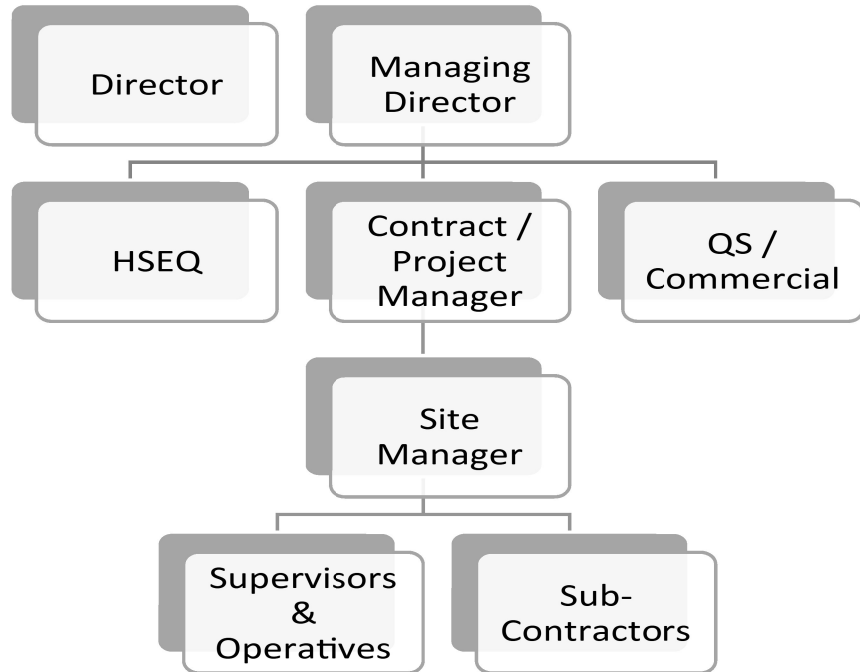 Director
Managing
Director
HSEQ
Contract /
Project
Manager
QS /
Commercial
Site
Manager
Supervisors
&
Operatives
Sub-
Contractors